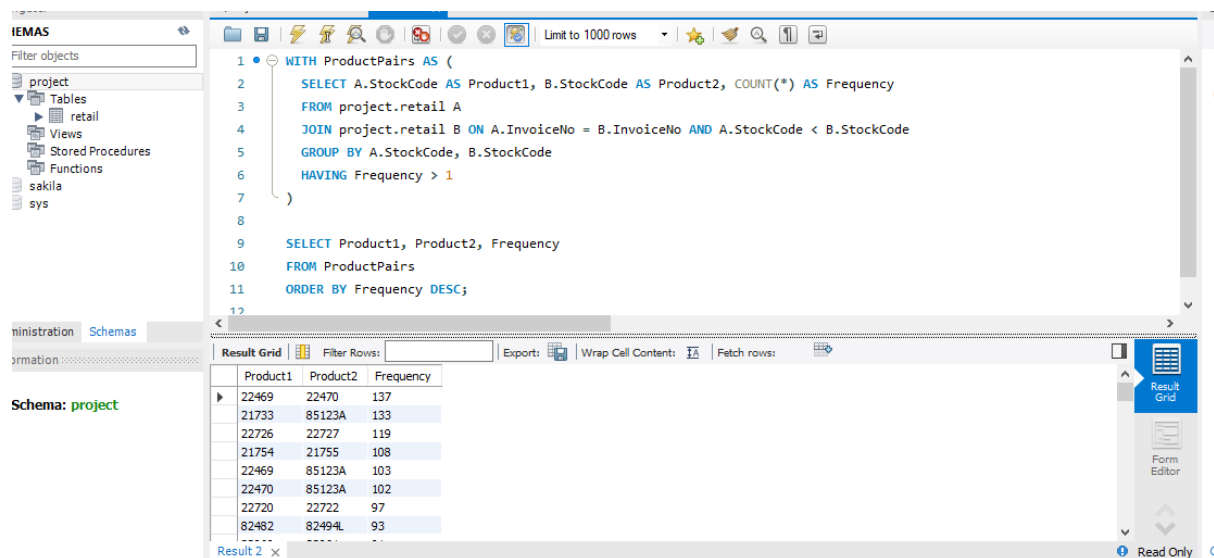 HEMAS
Filter objects
project
Tables
retail
Views
Stored Procedures
Functions
sakila
sys
ministration Schemas
ormation
Schema: project
Limit to 1000 rows
1 WITH ProductPairs AS (
2 SELECT A.StockCode AS Product1, B.StockCode AS Product2, COUNT(*) AS Frequency
3 FROM project.retail A
4 JOIN project.retail B ON A.InvoiceNo = B.InvoiceNo AND A.StockCode < B.StockCode
5 GROUP BY A.StockCode, B.StockCode
6 HAVING Frequency > 1
7 )
8
9 SELECT Product1, Product2, Frequency
10 FROM ProductPairs
11 ORDER BY Frequency DESC;
12
Result Grid Filter Rows: Export: Wrap Cell Content: Fetch rows:
Product1 Product2 Frequency
22469 22470 137
21733 85123A 133
22726 22727 119
21754 21755 108
22469 85123A 103
22470 85123A 102
22720 22722 97
82482 82494L 93
Result
Grid
Form
Editor
Result 2 ×
Read Only